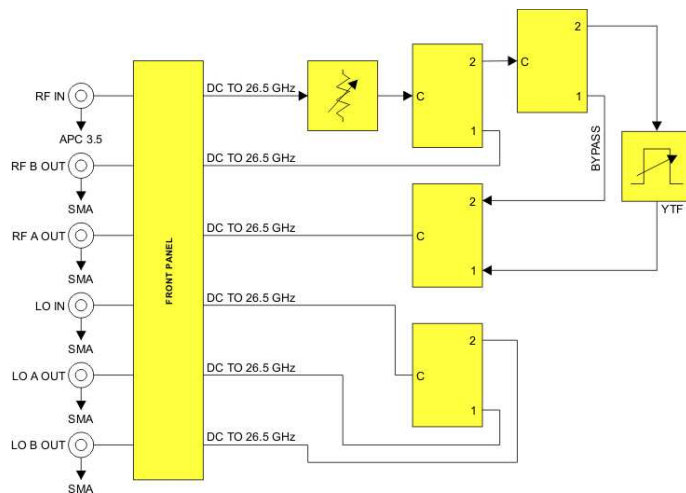 RF IN
APC 3.5
RF B OUT
SMA
RF A OUT
SMA
LO IN
SMA
LO A OUT
SMA
LO B OUT
SMA
FRONT PANEL
DC TO 26.5 GHz
DC TO 26.5 GHz
DC TO 26.5 GHz
DC TO 26.5 GHz
DC TO 26.5 GHz
DC TO 26.5 GHz
C
2
1
C
2
1
BYPASS
YTF
2
C
1
2
C
1